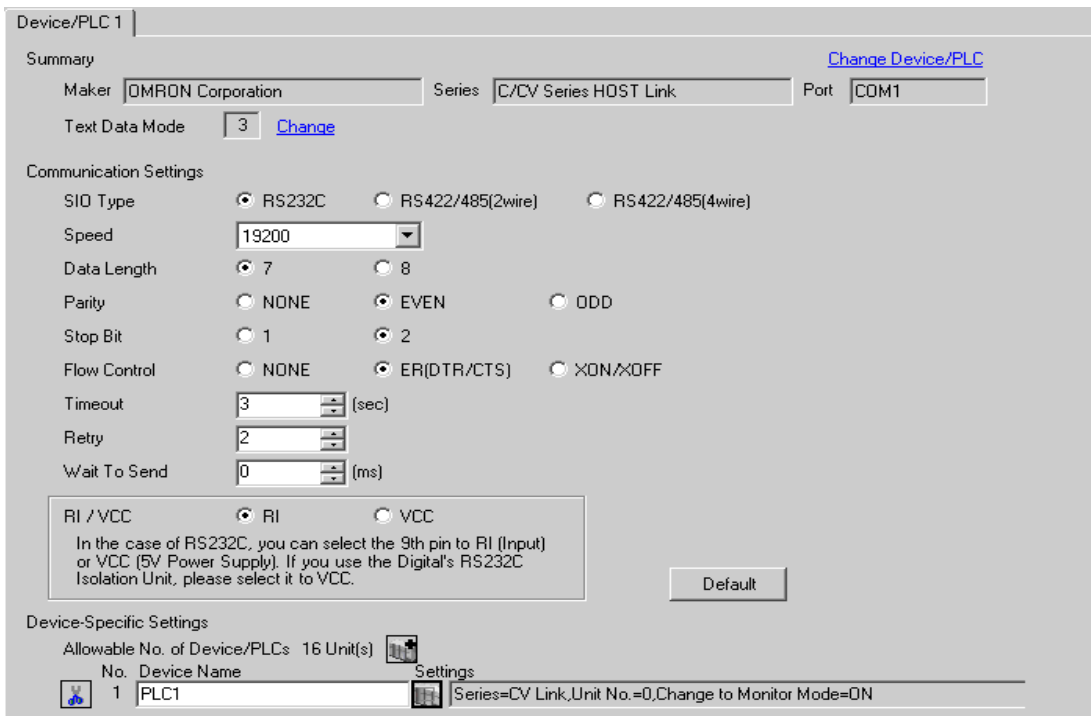 Device/PLC 1
Summary Change Device/PLC
Maker OMRON Corporation Series C/CV Series HOST Link Port COM1
Text Data Mode 3 Change
Communication Settings
SIO Type RS232C RS422/485(2wire) RS422/485(4wire)
Speed 19200
Data Length 7 8
Parity NONE EVEN ODD
Stop Bit 1 2
Flow Control NONE ER(DTR/CTS) XON/XOFF
Timeout 3 (sec)
Retry 2
Wait To Send 0 (ms)
RI / VCC RI VCC
In the case of RS232C, you can select the 9th pin to RI (Input)
or VCC (5V Power Supply). If you use the Digital's RS232C
Isolation Unit, please select it to VCC.
Default
Device-Specific Settings
Allowable No. of Device/PLCs 16 Unit(s)
No. Device Name Settings
1 PLC1 Series=CV Link,Unit No.=0,Change to Monitor Mode=ON